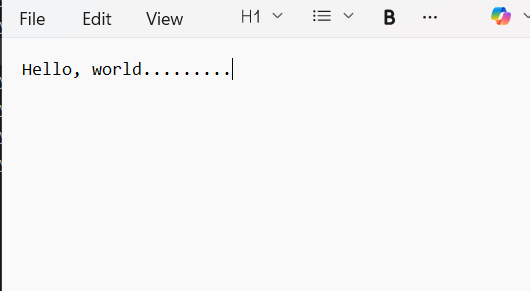 File Edit View H1 B ...
Hello, world.........